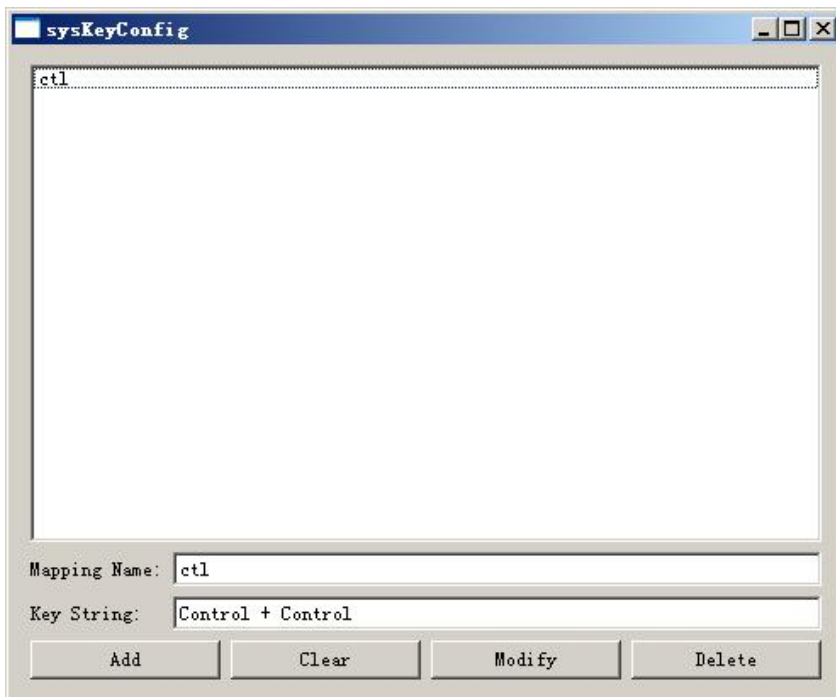 sysKeyConfig
ctl
Mapping Name: ctl
Key String: Control + Control
Add Clear Modify Delete